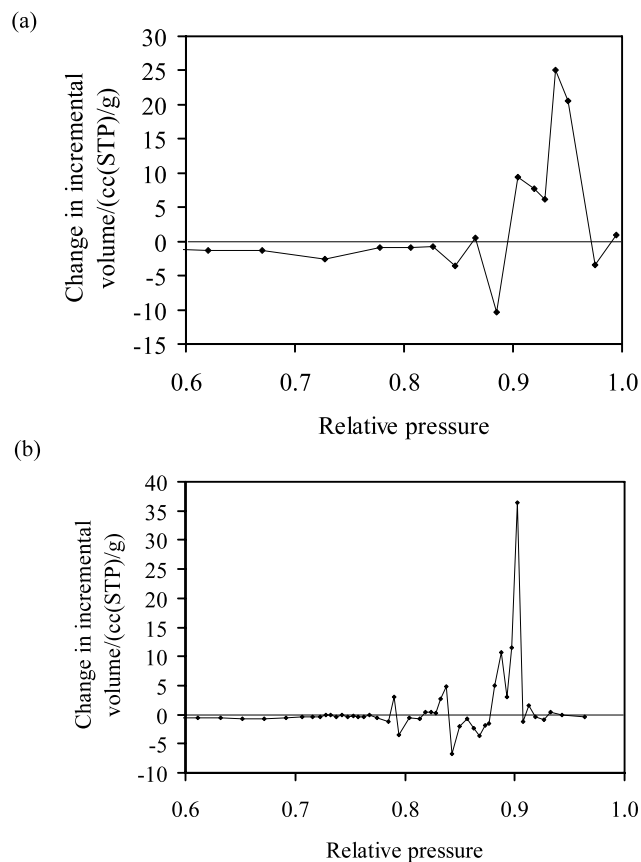 (a)
Change in incremental
volume/(cc(STP)/g)
30
25
20
15
10
5
0
-5
-10
-15
0.6 0.7 0.8 0.9 1.0
Relative pressure
(b)
Change in incremental
volume/(cc(STP)/g)
40
35
30
25
20
15
10
5
0
-5
-10
0.6 0.7 0.8 0.9 1.0
Relative pressure